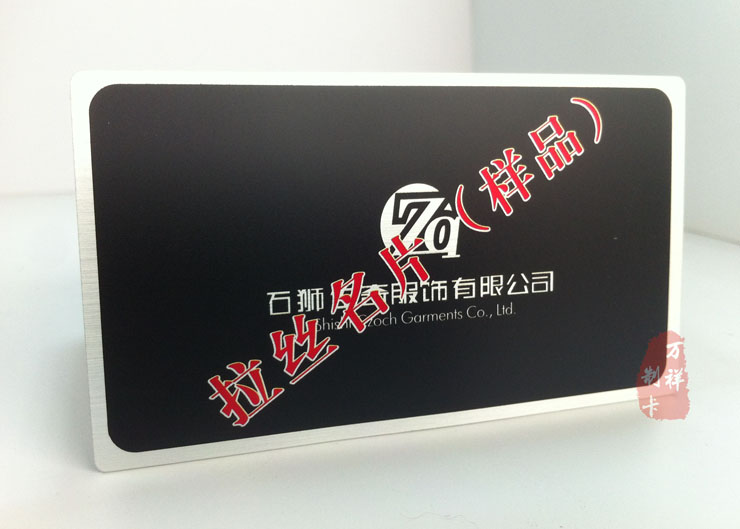 拉丝名片（样品）
7q
石狮 服饰有限公司
Garments Co., Ltd.
万祥
制卡